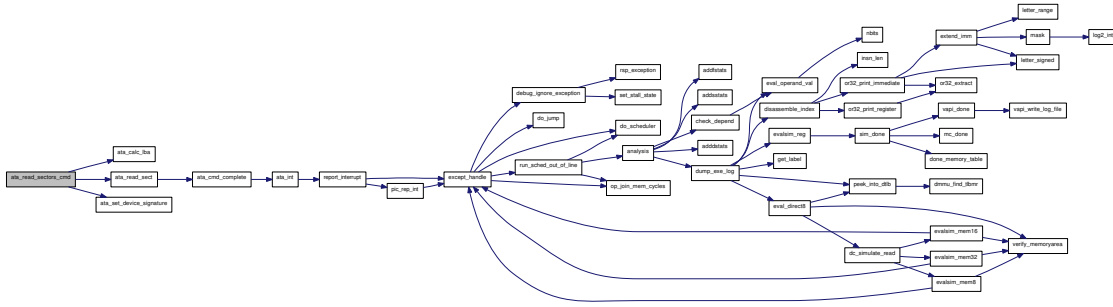 ata_read_sectors_cmd
ata_calc_lba
ata_read_sect
ata_set_device_signature
ata_cmd_complete
ata_int
report_interrupt
pic_rep_int
except_handle
debug_ignore_exception
do_jump
rsp_exception
set_stall_state
do_scheduler
run_sched_out_of_line
op_join_mem_cycles
analysis
addfstats
addsstats
check_depend
adddstats
dump_exe_log
eval_operand_val
disassemble_index
evalsim_reg
get_label
eval_direct8
nbits
insn_len
or32_print_immediate
or32_print_register
sim_done
peek_into_dtlb
dc_simulate_read
extend_imm
or32_extract
vapi_done
mc_done
done_memory_table
dmmu_find_tlbmr
evalsim_mem16
evalsim_mem32
evalsim_mem8
letter_range
mask
letter_signed
vapi_write_log_file
verify_memoryarea